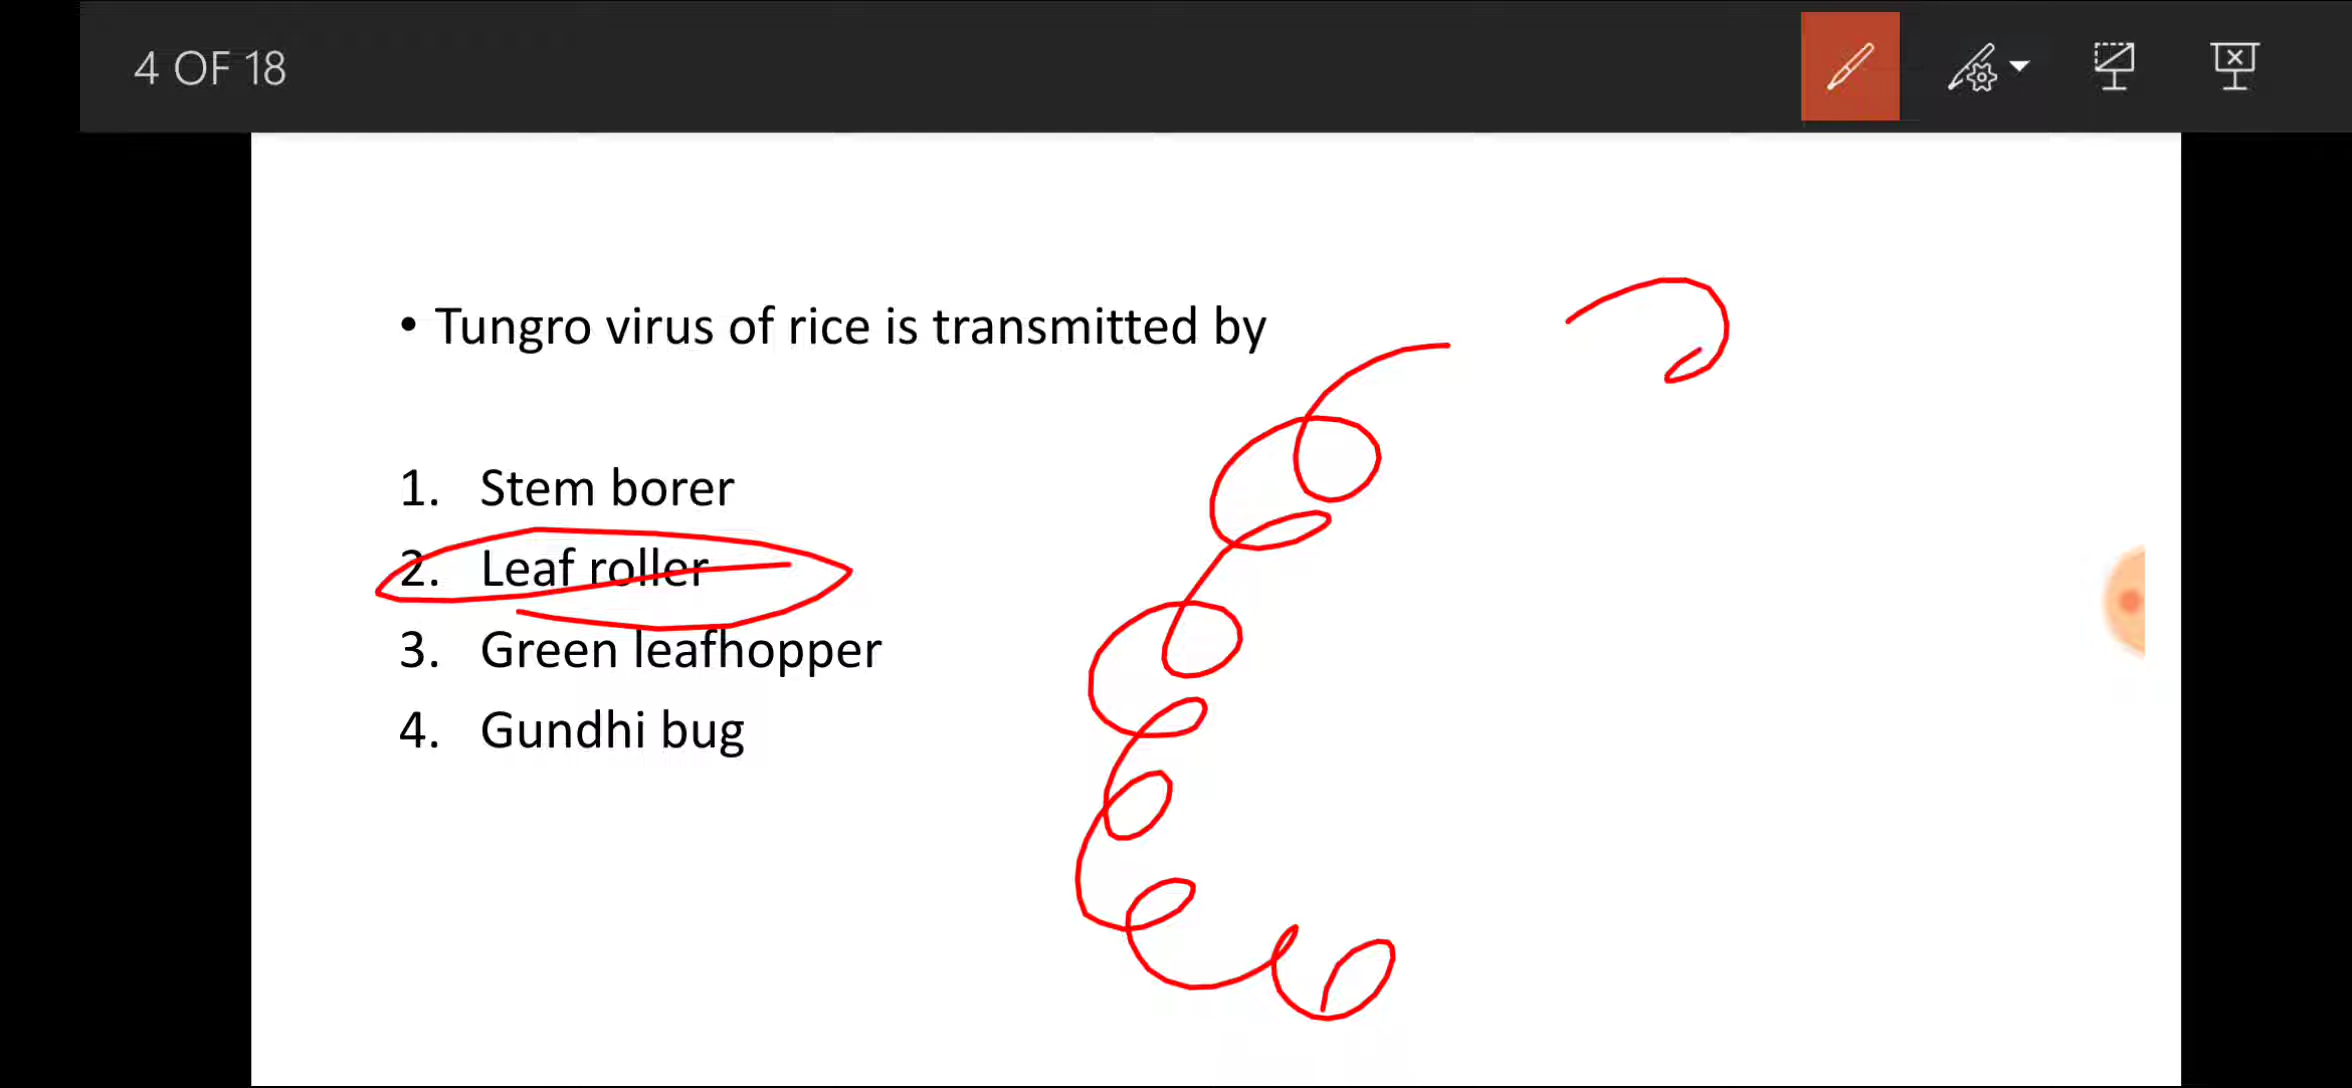 4 OF 18
• Tungro virus of rice is transmitted by
1. Stem borer
2. Leaf roller
3. Green leafhopper
4. Gundhi bug